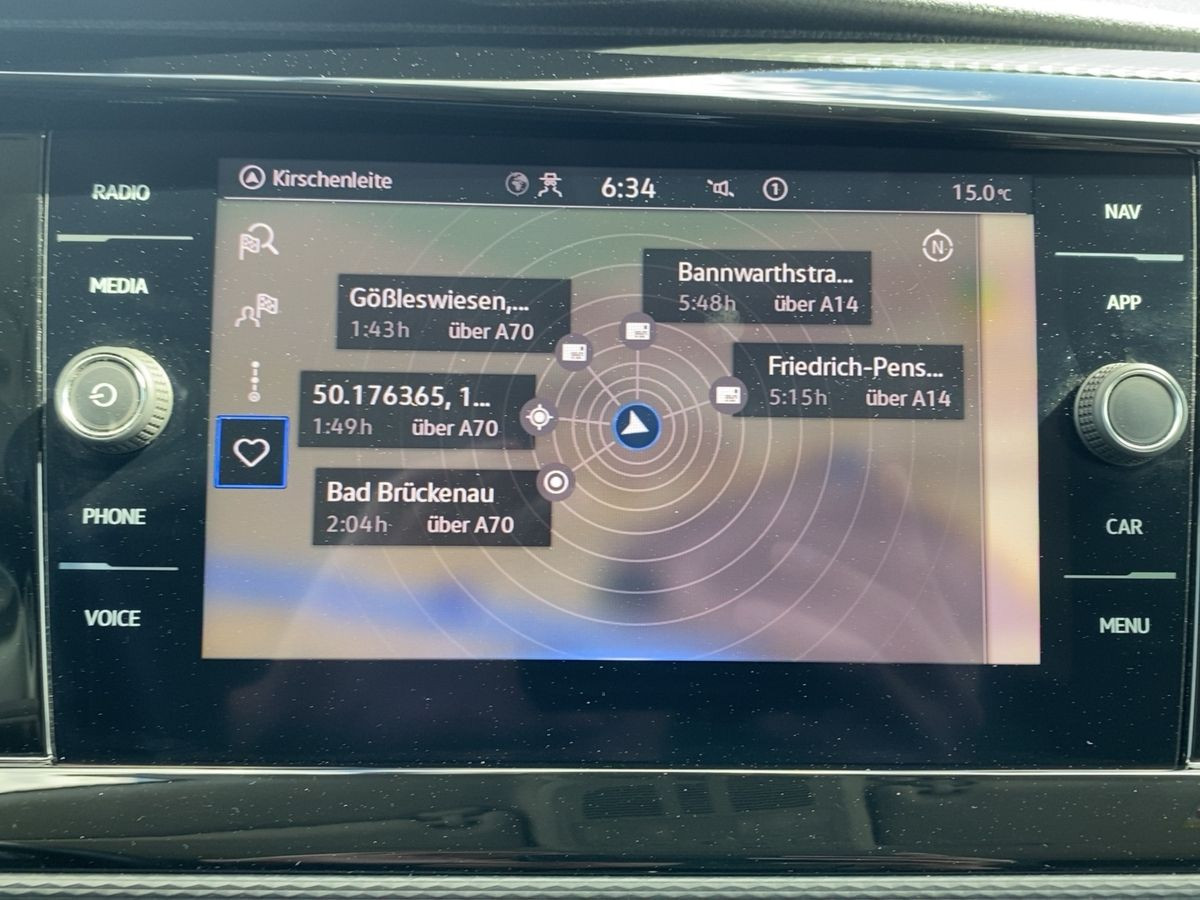 Kirschenleite
6:34
1
15.0°C
RADIO
MEDIA
PHONE
VOICE
N
Gößleswiesen,...
1:43h über A70
Bannwarthstra...
5:48h über A14
50.176365, 1...
1:49h über A70
Friedrich-Pens...
5:15h über A14
Bad Brückenau
2:04h über A70
NAV
APP
CAR
MENU